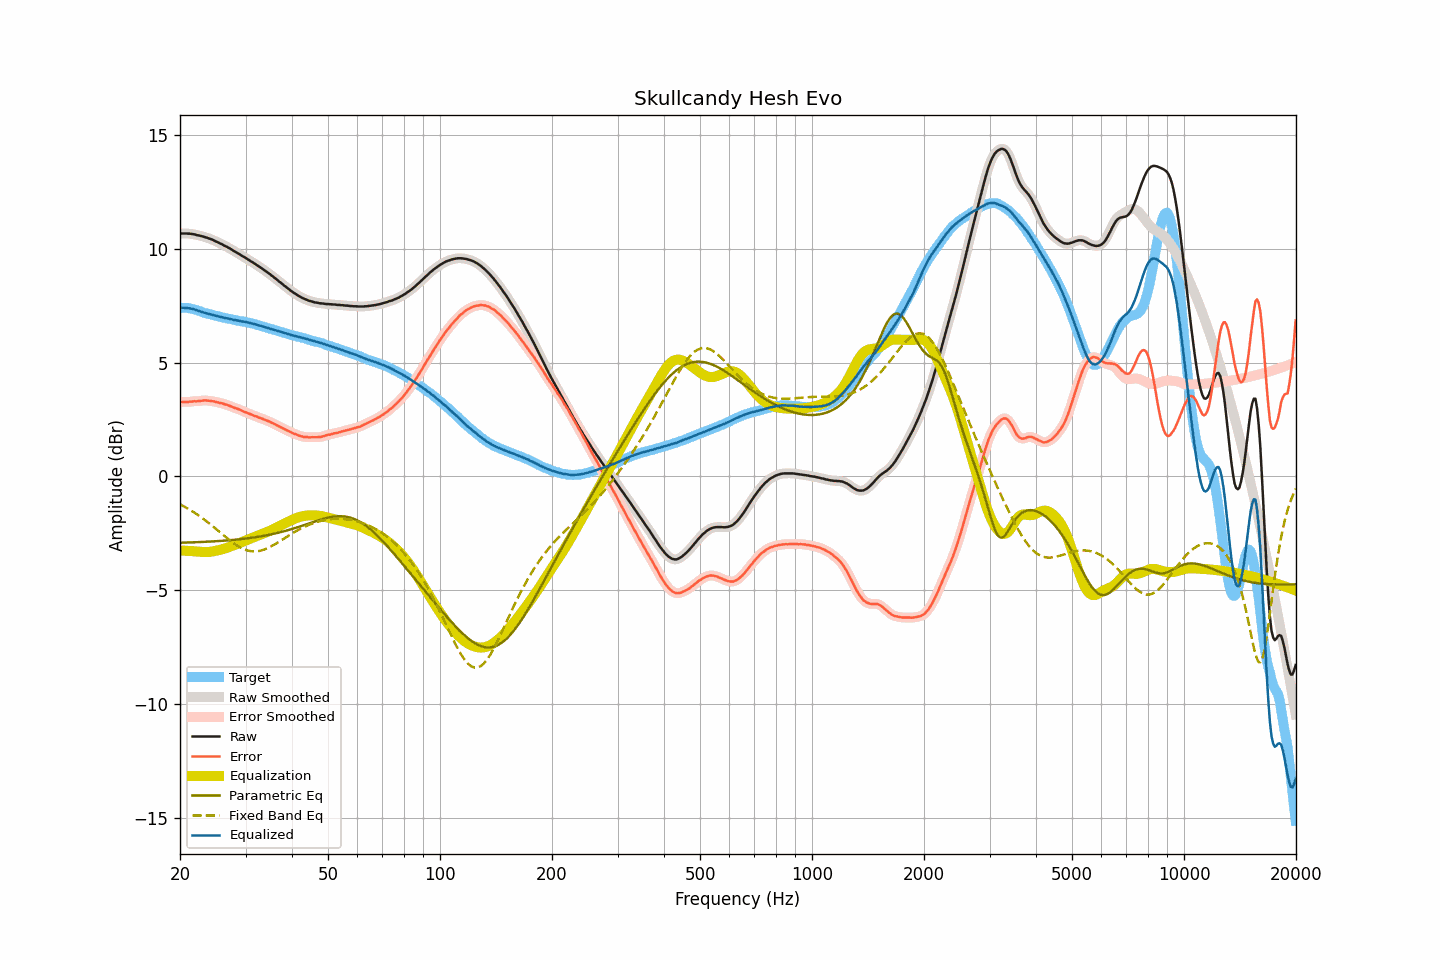 Skullcandy Hesh Evo
15
10
5
0
−5
−10
−15
Amplitude (dBr)
Target
Raw Smoothed
Error Smoothed
Raw
Error
Equalization
Parametric Eq
Fixed Band Eq
Equalized
20 50 100 200 500 1000 2000 5000 10000 20000
Frequency (Hz)